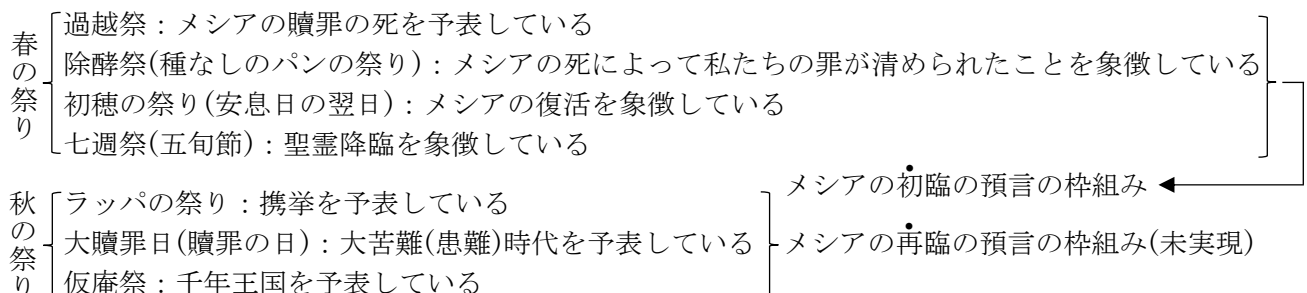 春の祭り
過越祭：メシアの贖罪の死を予表している
除酵祭(種なしのパンの祭り)：メシアの死によって私たちの罪が清められたことを象徴している
初穂の祭り(安息日の翌日)：メシアの復活を象徴している
七週祭(五旬節)：聖霊降臨を象徴している
メシアの初臨の預言の枠組み
秋の祭り
ラッパの祭り：携挙を予表している
大贖罪日(贖罪の日)：大苦難(患難)時代を予表している
メシアの再臨の預言の枠組み(未実現)
仮庵祭：千年王国を予表している